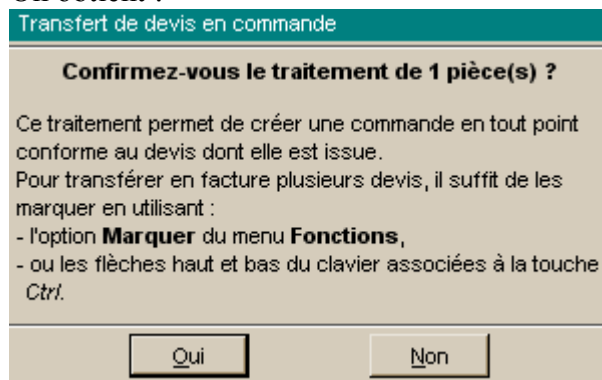 Transfert de devis en commande
Confirmez-vous le traitement de 1 pièce(s) ?
Ce traitement permet de créer une commande en tout point
conforme au devis dont elle est issue.
Pour transférer en facture plusieurs devis, il suffit de les
marquer en utilisant :
- l'option Marquer du menu Fonctions,
- ou les flèches haut et bas du clavier associées à la touche
Ctrl.
Oui
Non